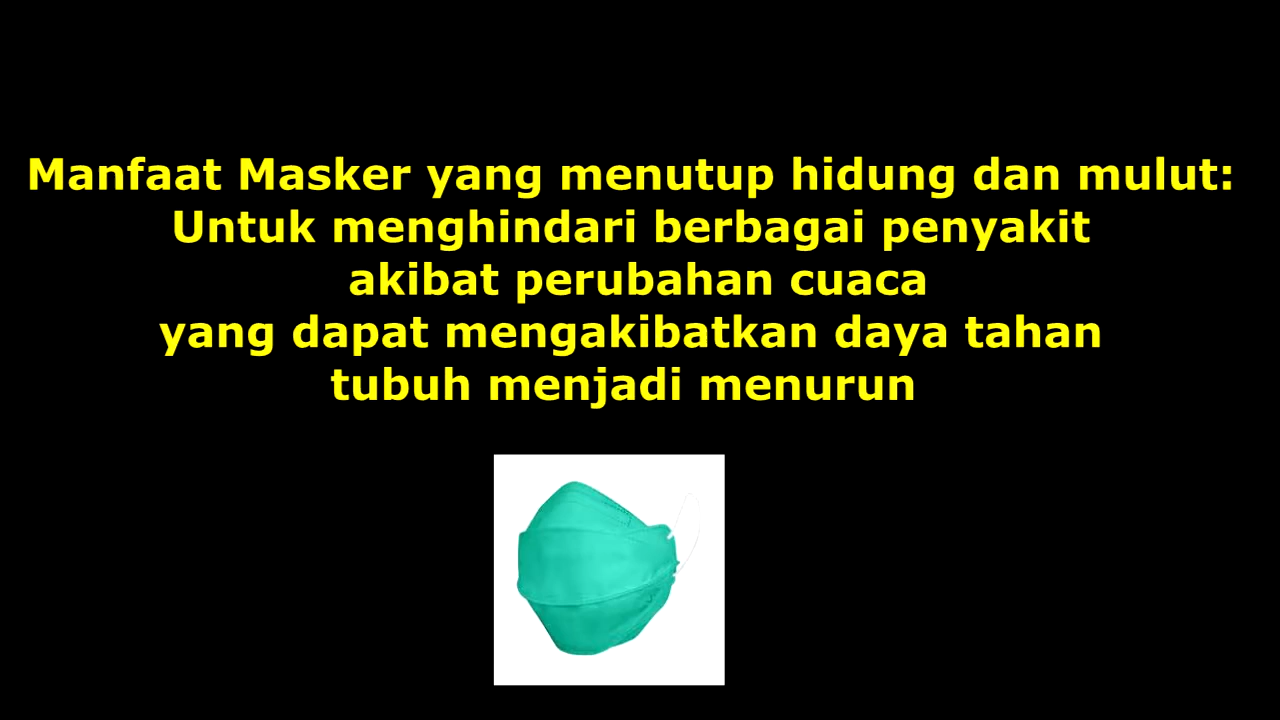 Manfaat Masker yang menutup hidung dan mulut:
Untuk menghindari berbagai penyakit
akibat perubahan cuaca
yang dapat mengakibatkan daya tahan
tubuh menjadi menurun